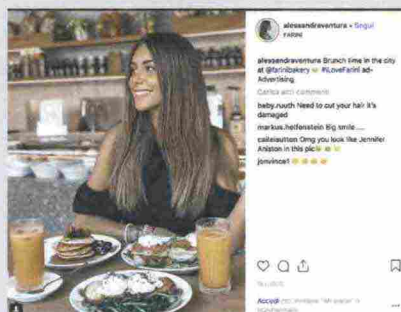 alessandraventura • Segui
FARINI
alessandraventura Brunch time in the city
at @farinibakery #iLoveFarini ad-
Advertising
Carica altri commenti
baby.ruuth Need to cut your hair it's
damaged
markus.helfenstein Big smile ....
caileisutton Omg you look like Jennifer
Aniston in this pic
jonvince1
Accedi